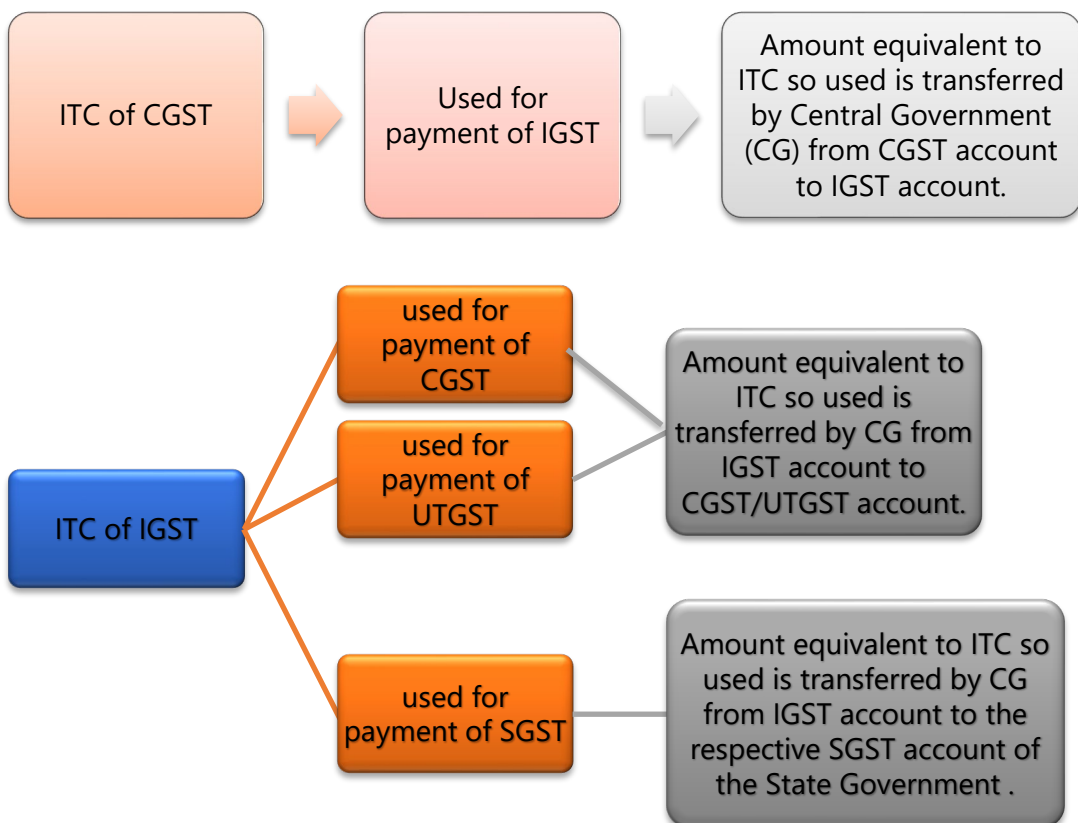 ITC of CGST
Used for
payment of IGST
Amount equivalent to
ITC so used is transferred
by Central Government
(CG) from CGST account
to IGST account.
ITC of IGST
used for
payment of
CGST
used for
payment of
UTGST
Amount equivalent to
ITC so used is
transferred by CG from
IGST account to
CGST/UTGST account.
used for
payment of SGST
Amount equivalent to ITC so
used is transferred by CG
from IGST account to the
respective SGST account of
the State Government .